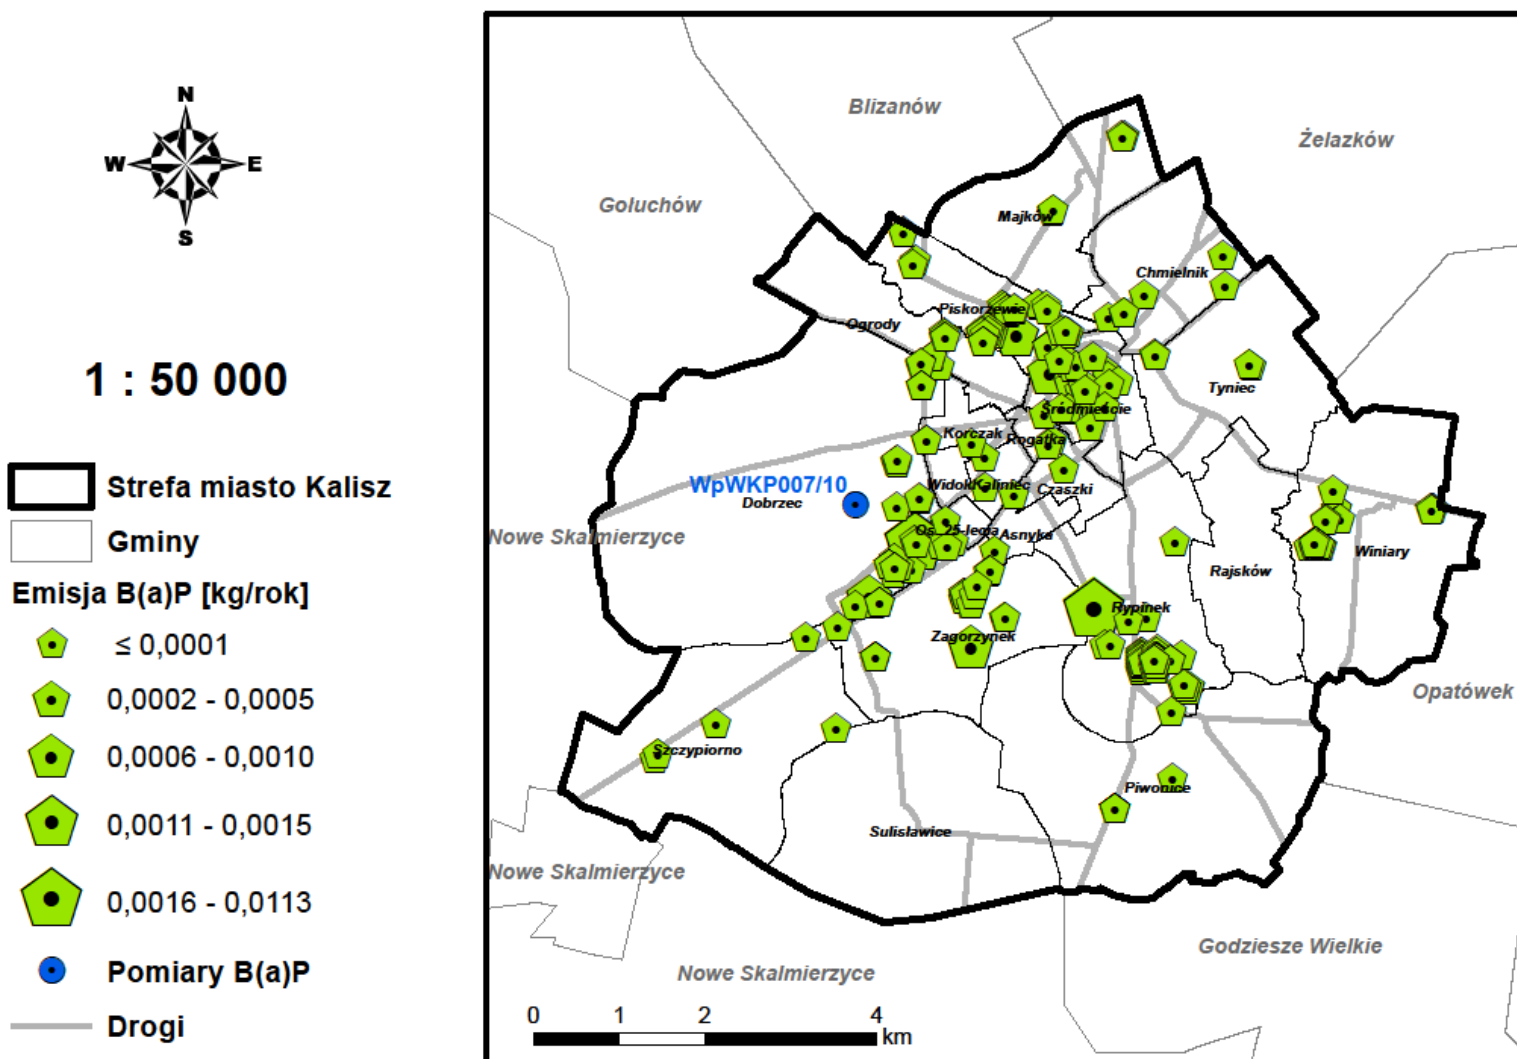 N
W
E
S
1 : 50 000
Strefa miasto Kalisz
Gminy
Emisja B(a)P [kg/rok]
≤ 0,0001
0,0002 - 0,0005
0,0006 - 0,0010
0,0011 - 0,0015
0,0016 - 0,0113
Pomiary B(a)P
Drogi
Blizanów
Żelazków
Gołuchów
Majków
Chmielnik
Piskorzewie
Ogrody
Tyniec
Śródmieście
Korczak
Rogatka
WpWKP007/10
Dobrzec
Widok
Kaliniec
Czaszki
Nowe Skalmierzyce
Os. 25-lecia
Asnyka
Winiary
Rajsków
Rypinek
Zagorzynek
Opatówek
Szczypiorno
Piwonice
Sulisławice
Nowe Skalmierzyce
Godziesze Wielkie
Nowe Skalmierzyce
0 1 2 4
km